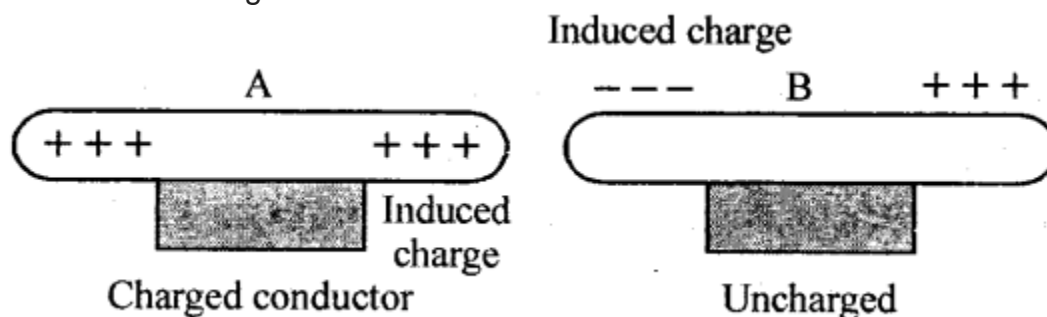 Induced charge
A
--- B +++
+++ +++
Induced
charge
Charged conductor
Uncharged